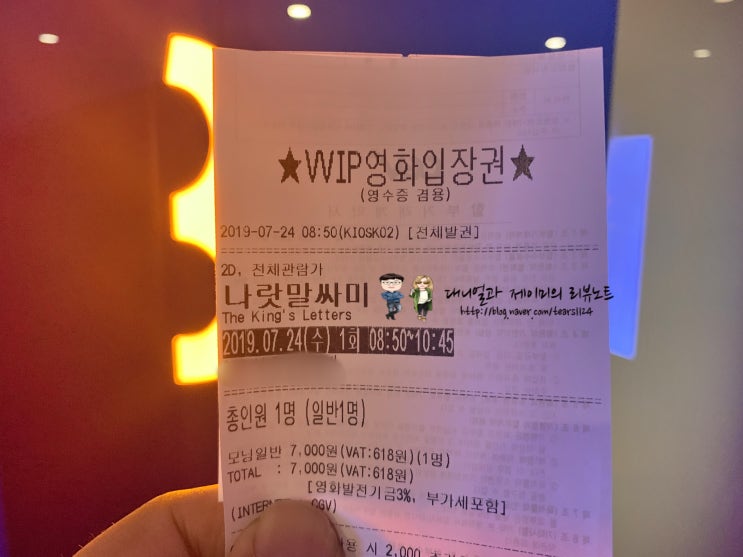 ★WIP영화입장권★
(영수증 겸용)
2019-07-24 08:50(KIOSK02) [전체발권]
2D, 전체관람가
나랏말싸미
The King's Letters
대니얼과 제이미의 리뷰노트
http://blog.naver.com/tears1124
2019.07.24(수) 1회 08:50~10:45
총인원 1명 (일반1명)
모닝일반 7,000원(VAT:618원)(1명)
TOTAL : 7,000원(VAT:618원)
[영화발전기금3%, 부가세포함]
CGV)
시 2,000